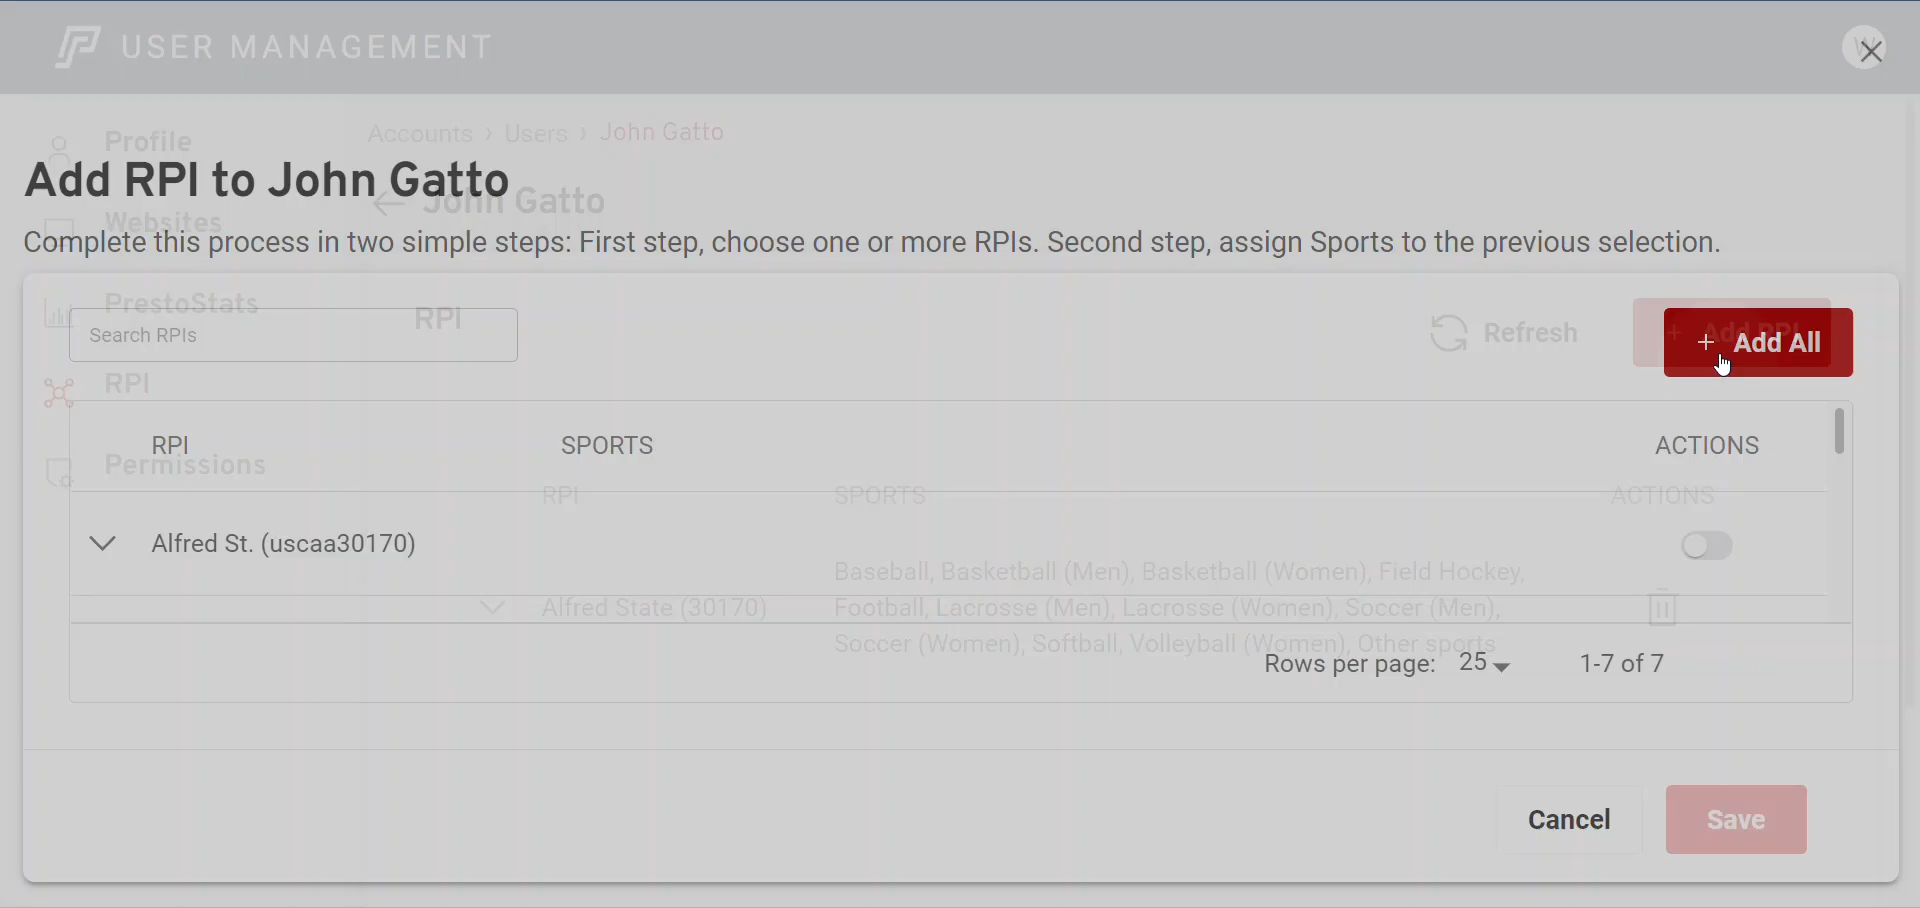 USER MANAGEMENT
W
Profile
Accounts › Users › John Gatto
Add RPI to John Gatto
John Gatto
Websites
Complete this process in two simple steps: First step, choose one or more RPIs. Second step, assign Sports to the previous selection.
PrestoStats
RPI
Refresh
+ Add RPI
Search RPIs
+ Add All
RPI
RPI SPORTS ACTIONS
Permissions
RPI SPORTS ACTIONS
Alfred St. (uscaa30170)
Baseball, Basketball (Men), Basketball (Women), Field Hockey,
Alfred State (30170) Football, Lacrosse (Men), Lacrosse (Women), Soccer (Men),
Soccer (Women), Softball, Volleyball (Women), Other sports
Rows per page: 25 1-7 of 7
Cancel Save